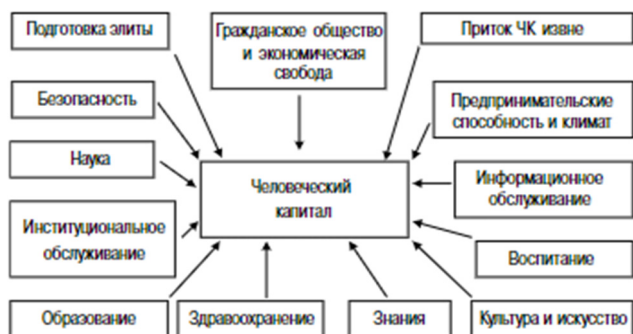 Подготовка элиты
Гражданское общество
и экономическая
свобода
Приток ЧК извне
Безопасность
Предпринимательские
способность и климат
Наука
Человеческий
капитал
Информационное
обслуживание
Институциональное
обслуживание
Воспитание
Образование
Здравоохранение
Знания
Культура и искусство